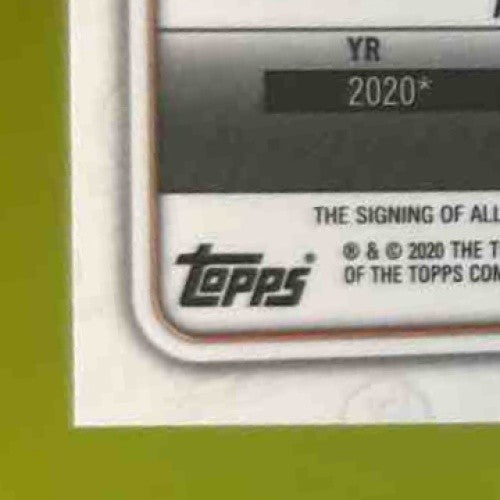 YR
2020*
THE SIGNING OF ALL
® & © 2020 THE T
OF THE TOPPS COM
Topps®